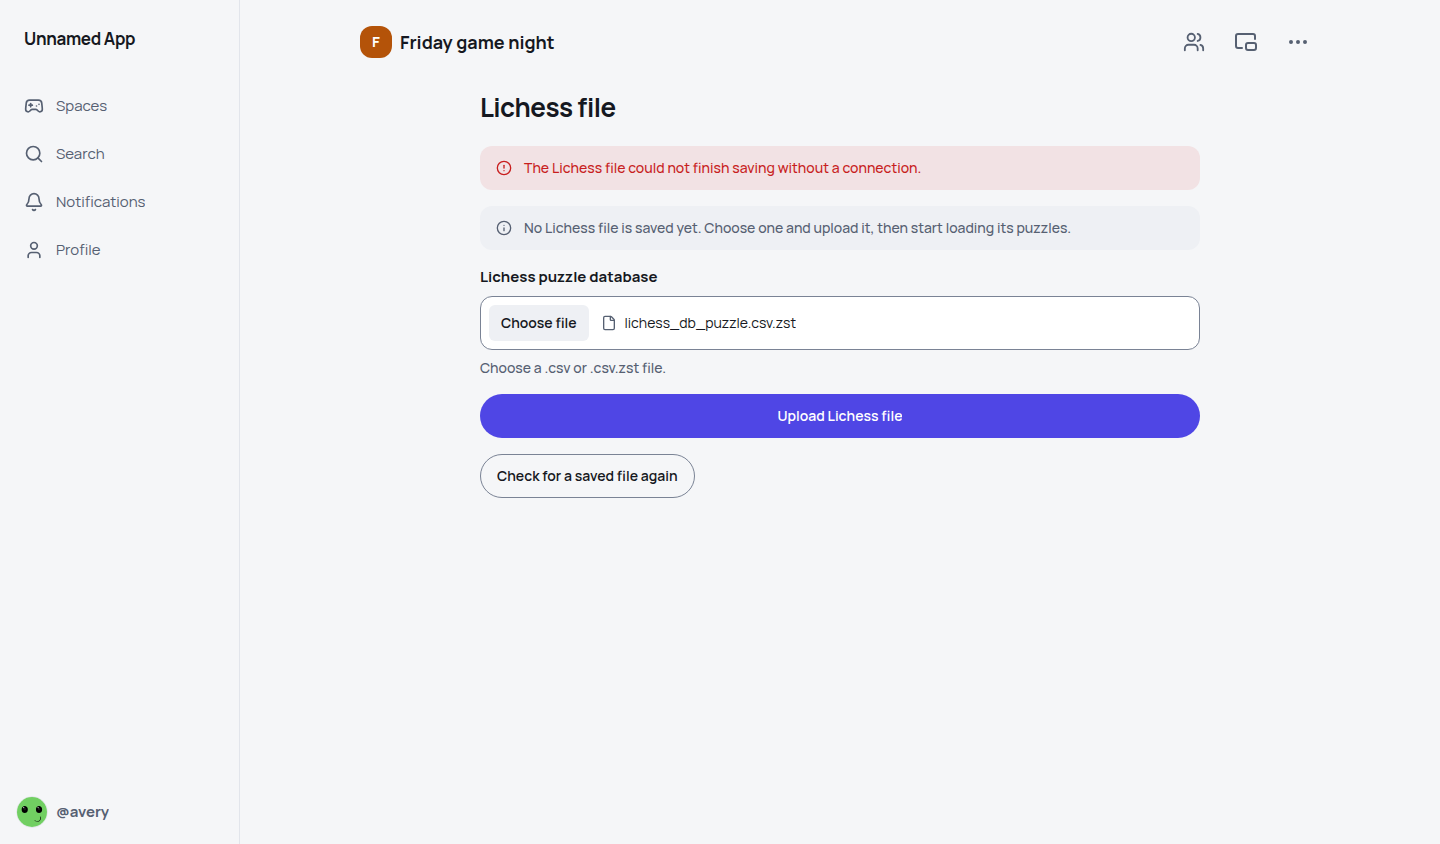 Unnamed App
Spaces
Search
Notifications
Profile
@avery
F
Friday game night
Lichess file
The Lichess file could not finish saving without a connection.
No Lichess file is saved yet. Choose one and upload it, then start loading its puzzles.
Lichess puzzle database
Choose file
lichess_db_puzzle.csv.zst
Choose a .csv or .csv.zst file.
Upload Lichess file
Check for a saved file again